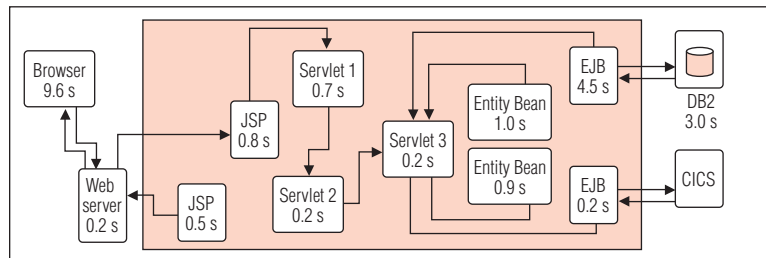 Browser
9.6 s
Web
server
0.2 s
JSP
0.8 s
JSP
0.5 s
Servlet 1
0.7 s
Servlet 2
0.2 s
Servlet 3
0.2 s
Entity Bean
1.0 s
Entity Bean
0.9 s
EJB
4.5 s
EJB
0.2 s
DB2
3.0 s
CICS